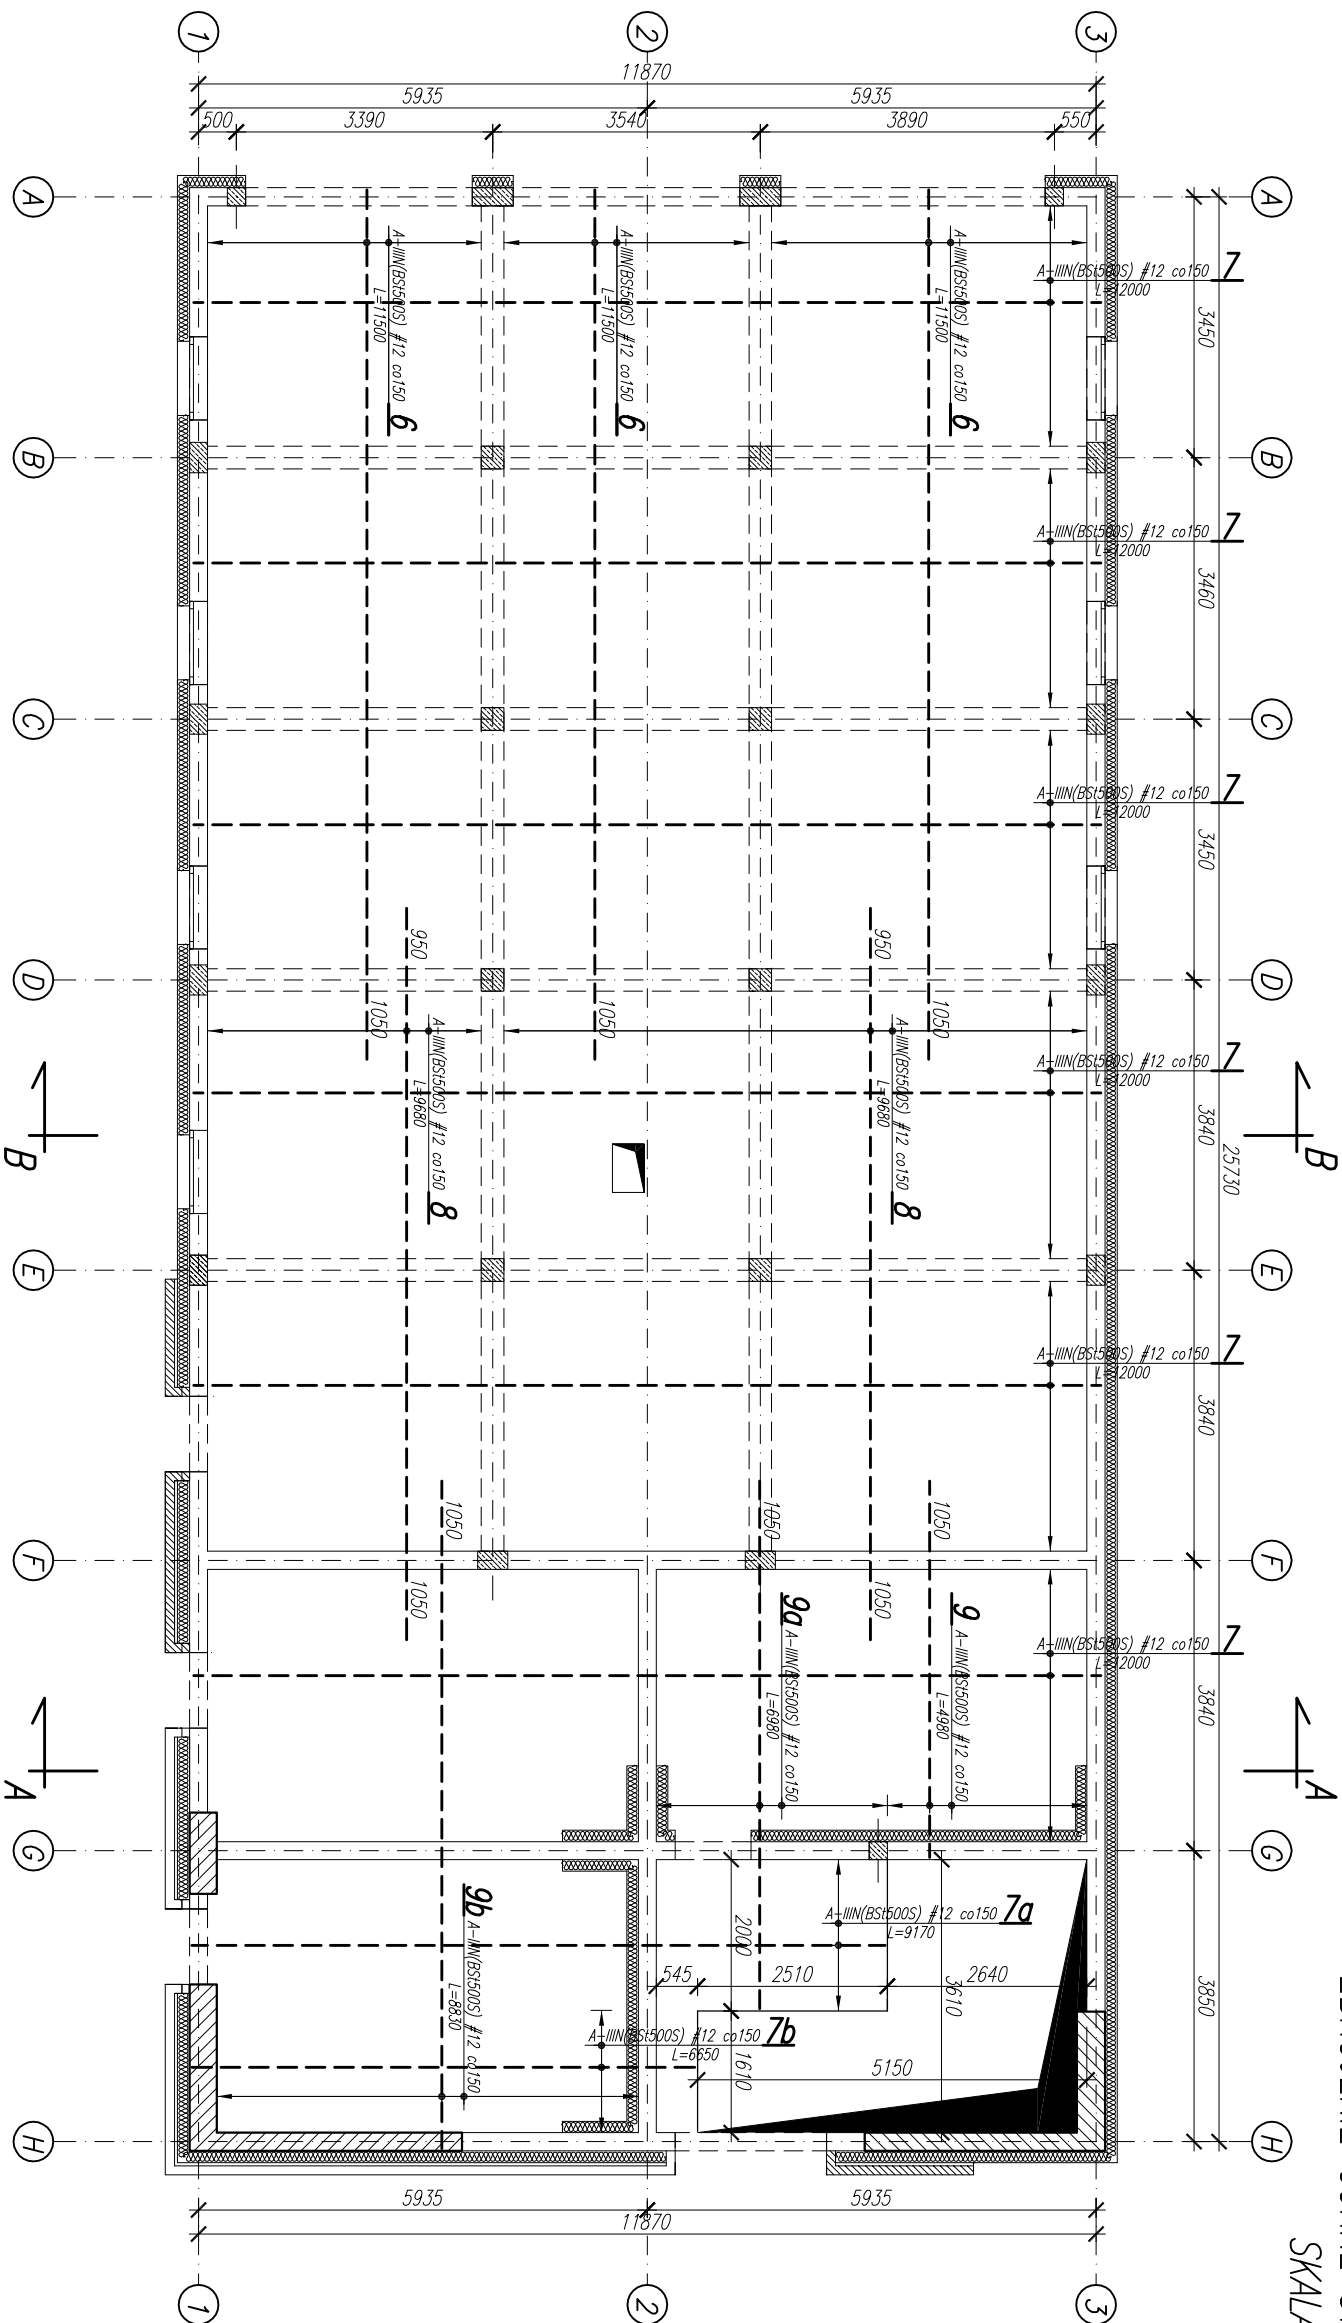 1
2
3
11870
5935
5935
500
3390
3540
3890
550
A
A
A-IIIN(BSt500S) #12 co150 7
L=12000
A-IIIN(BSt500S) #12 co150 6
L=11500
A-IIIN(BSt500S) #12 co150 6
L=11500
A-IIIN(BSt500S) #12 co150 6
L=11500
3450
B
B
A-IIIN(BSt500S) #12 co150 7
L=12000
3460
C
C
A-IIIN(BSt500S) #12 co150 7
L=12000
3450
950
950
D
D
1050
1050
1050
A-IIIN(BSt500S) #12 co150 8
L=9680
A-IIIN(BSt500S) #12 co150 8
L=9680
A-IIIN(BSt500S) #12 co150 7
L=12000
3840
25730
B
B
E
E
A-IIIN(BSt500S) #12 co150 7
L=12000
3840
1050
1050
1050
F
F
1050
1050
9a A-IIIN(BSt500S) #12 co150
L=6980
9 A-IIIN(BSt500S) #12 co150
L=4980
A-IIIN(BSt500S) #12 co150 7
L=12000
3840
A
A
G
G
9b A-IIIN(BSt500S) #12 co150
L=8830
A-IIIN(BSt500S) #12 co150 7a
L=9170
2000
545
2510
2640
3610
3850
A-IIIN(BSt500S) #12 co150 7b
L=6650
1610
5150
H
H
5935
5935
11870
1
2
3